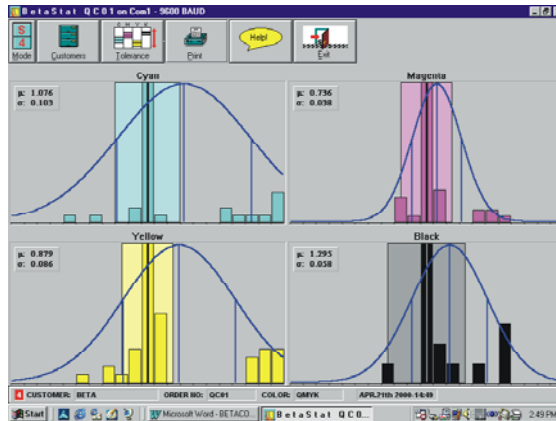 BetaStat QC01 on Com1 - 9600 BAUD
S
4
Mode
Customers
C M Y K
Tolerance
Print
Help!
Exit
Cyan
μ: 1.076
σ: 0.103
Magenta
μ: 0.736
σ: 0.038
Yellow
μ: 0.879
σ: 0.086
Black
μ: 1.295
σ: 0.058
4 CUSTOMER: BETA ORDER NO: QC01 COLOR: QMYK APR.21th 2000-14:49
Start Microsoft Word - BETACO... BetaStat QC0... 2:49 PM